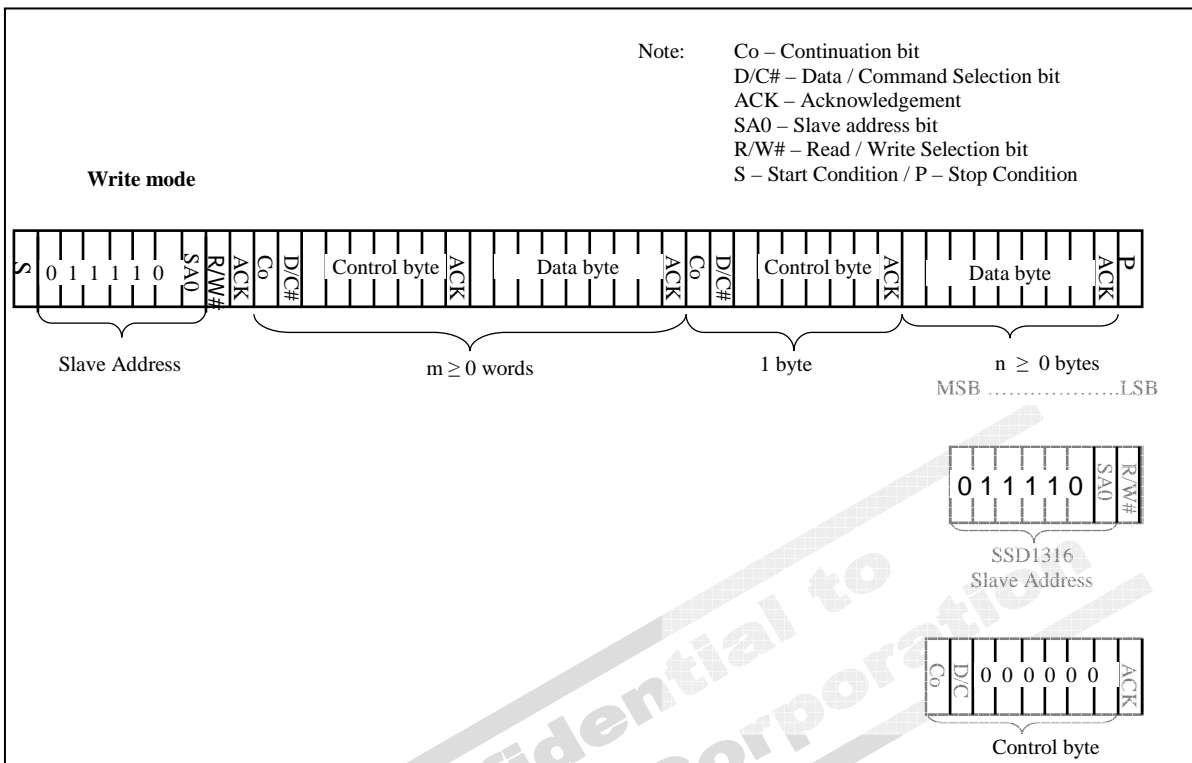 Note: Co – Continuation bit
D/C# – Data / Command Selection bit
ACK – Acknowledgement
SA0 – Slave address bit
R/W# – Read / Write Selection bit
S – Start Condition / P – Stop Condition
Write mode
S 0 1 1 1 1 0 SA0 R/W# ACK Co D/C# Control byte ACK Data byte ACK Co D/C# Control byte ACK Data byte ACK P
Slave Address m ≥ 0 words 1 byte n ≥ 0 bytes
MSB ……………….LSB
0 1 1 1 1 0 SA0 R/W#
SSD1316
Slave Address
Co D/C 0 0 0 0 0 0 ACK
Control byte